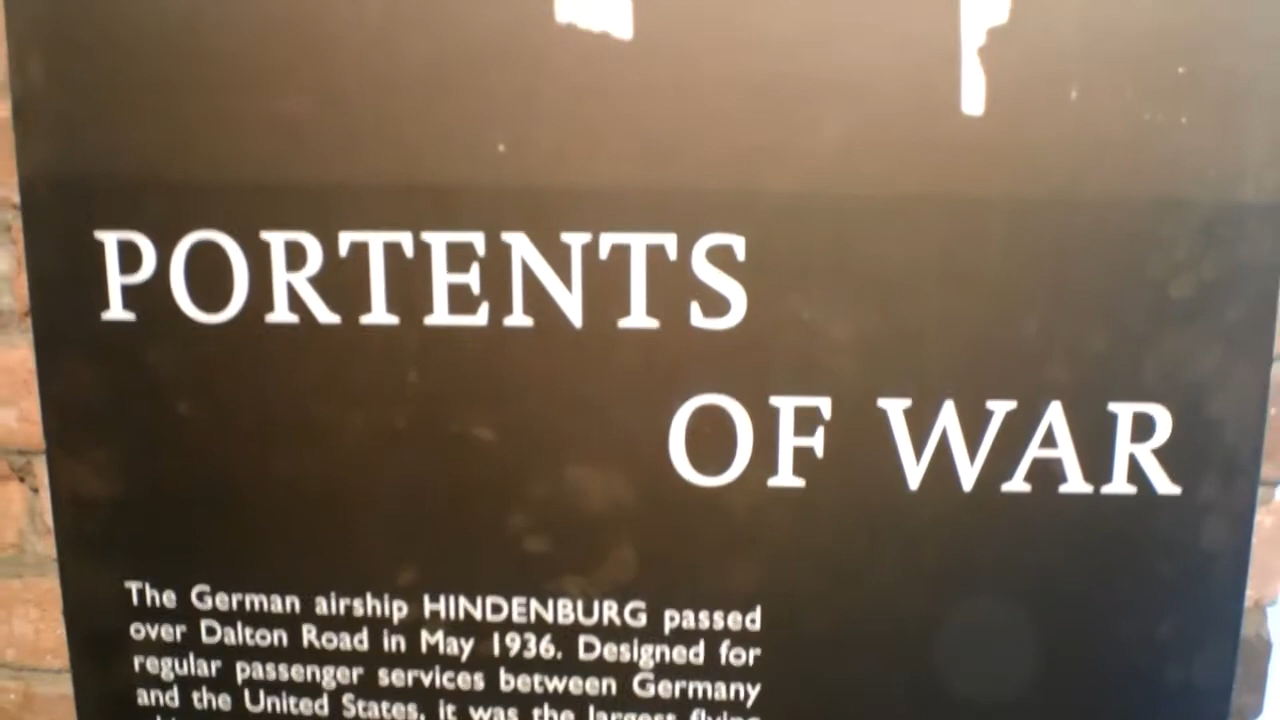 PORTENTS
OF WAR
The German airship HINDENBURG passed
over Dalton Road in May 1936. Designed for
regular passenger services between Germany
and the United States, it was the largest flying